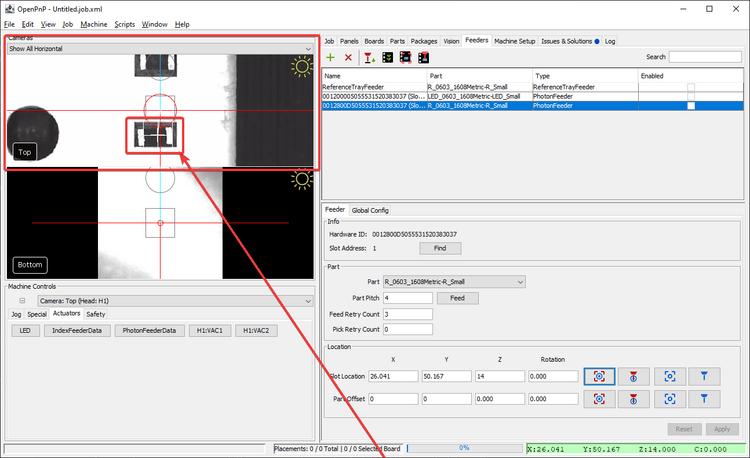 OpenPnP - Untitled.job.xml
File Edit View Job Machine Scripts Window Help
Cameras
Show All Horizontal
Top
Bottom
Machine Controls
Camera: Top (Head: H1)
Jog Special Actuators Safety
LED IndexFeederData PhotonFeederData H1:VAC1 H1:VAC2
Job Panels Boards Parts Packages Vision Feeders Machine Setup Issues & Solutions Log
Search
Name Part Type Enabled
ReferenceTrayFeeder R_0603_1608Metric-R_Small ReferenceTrayFeeder
0012000D5055531520383037 (Slo... LED_0603_1608Metric-LED_Small PhotonFeeder
0012800D5055531520383037 (Slo... R_0603_1608Metric-R_Small PhotonFeeder
Feeder Global Config
Info
Hardware ID: 0012800D5055531520383037
Slot Address: 1 Find
Part
Part R_0603_1608Metric-R_Small
Part Pitch 4 Feed
Feed Retry Count 3
Pick Retry Count 0
Location
X Y Z Rotation
Slot Location 26.041 50.167 14 0.000
Part Offset 0 0 0.000 0.000
Reset Apply
Placements: 0 / 0 Total | 0 / 0 Selected Board 0% X:26.041 Y:50.167 Z:14.000 C:0.000